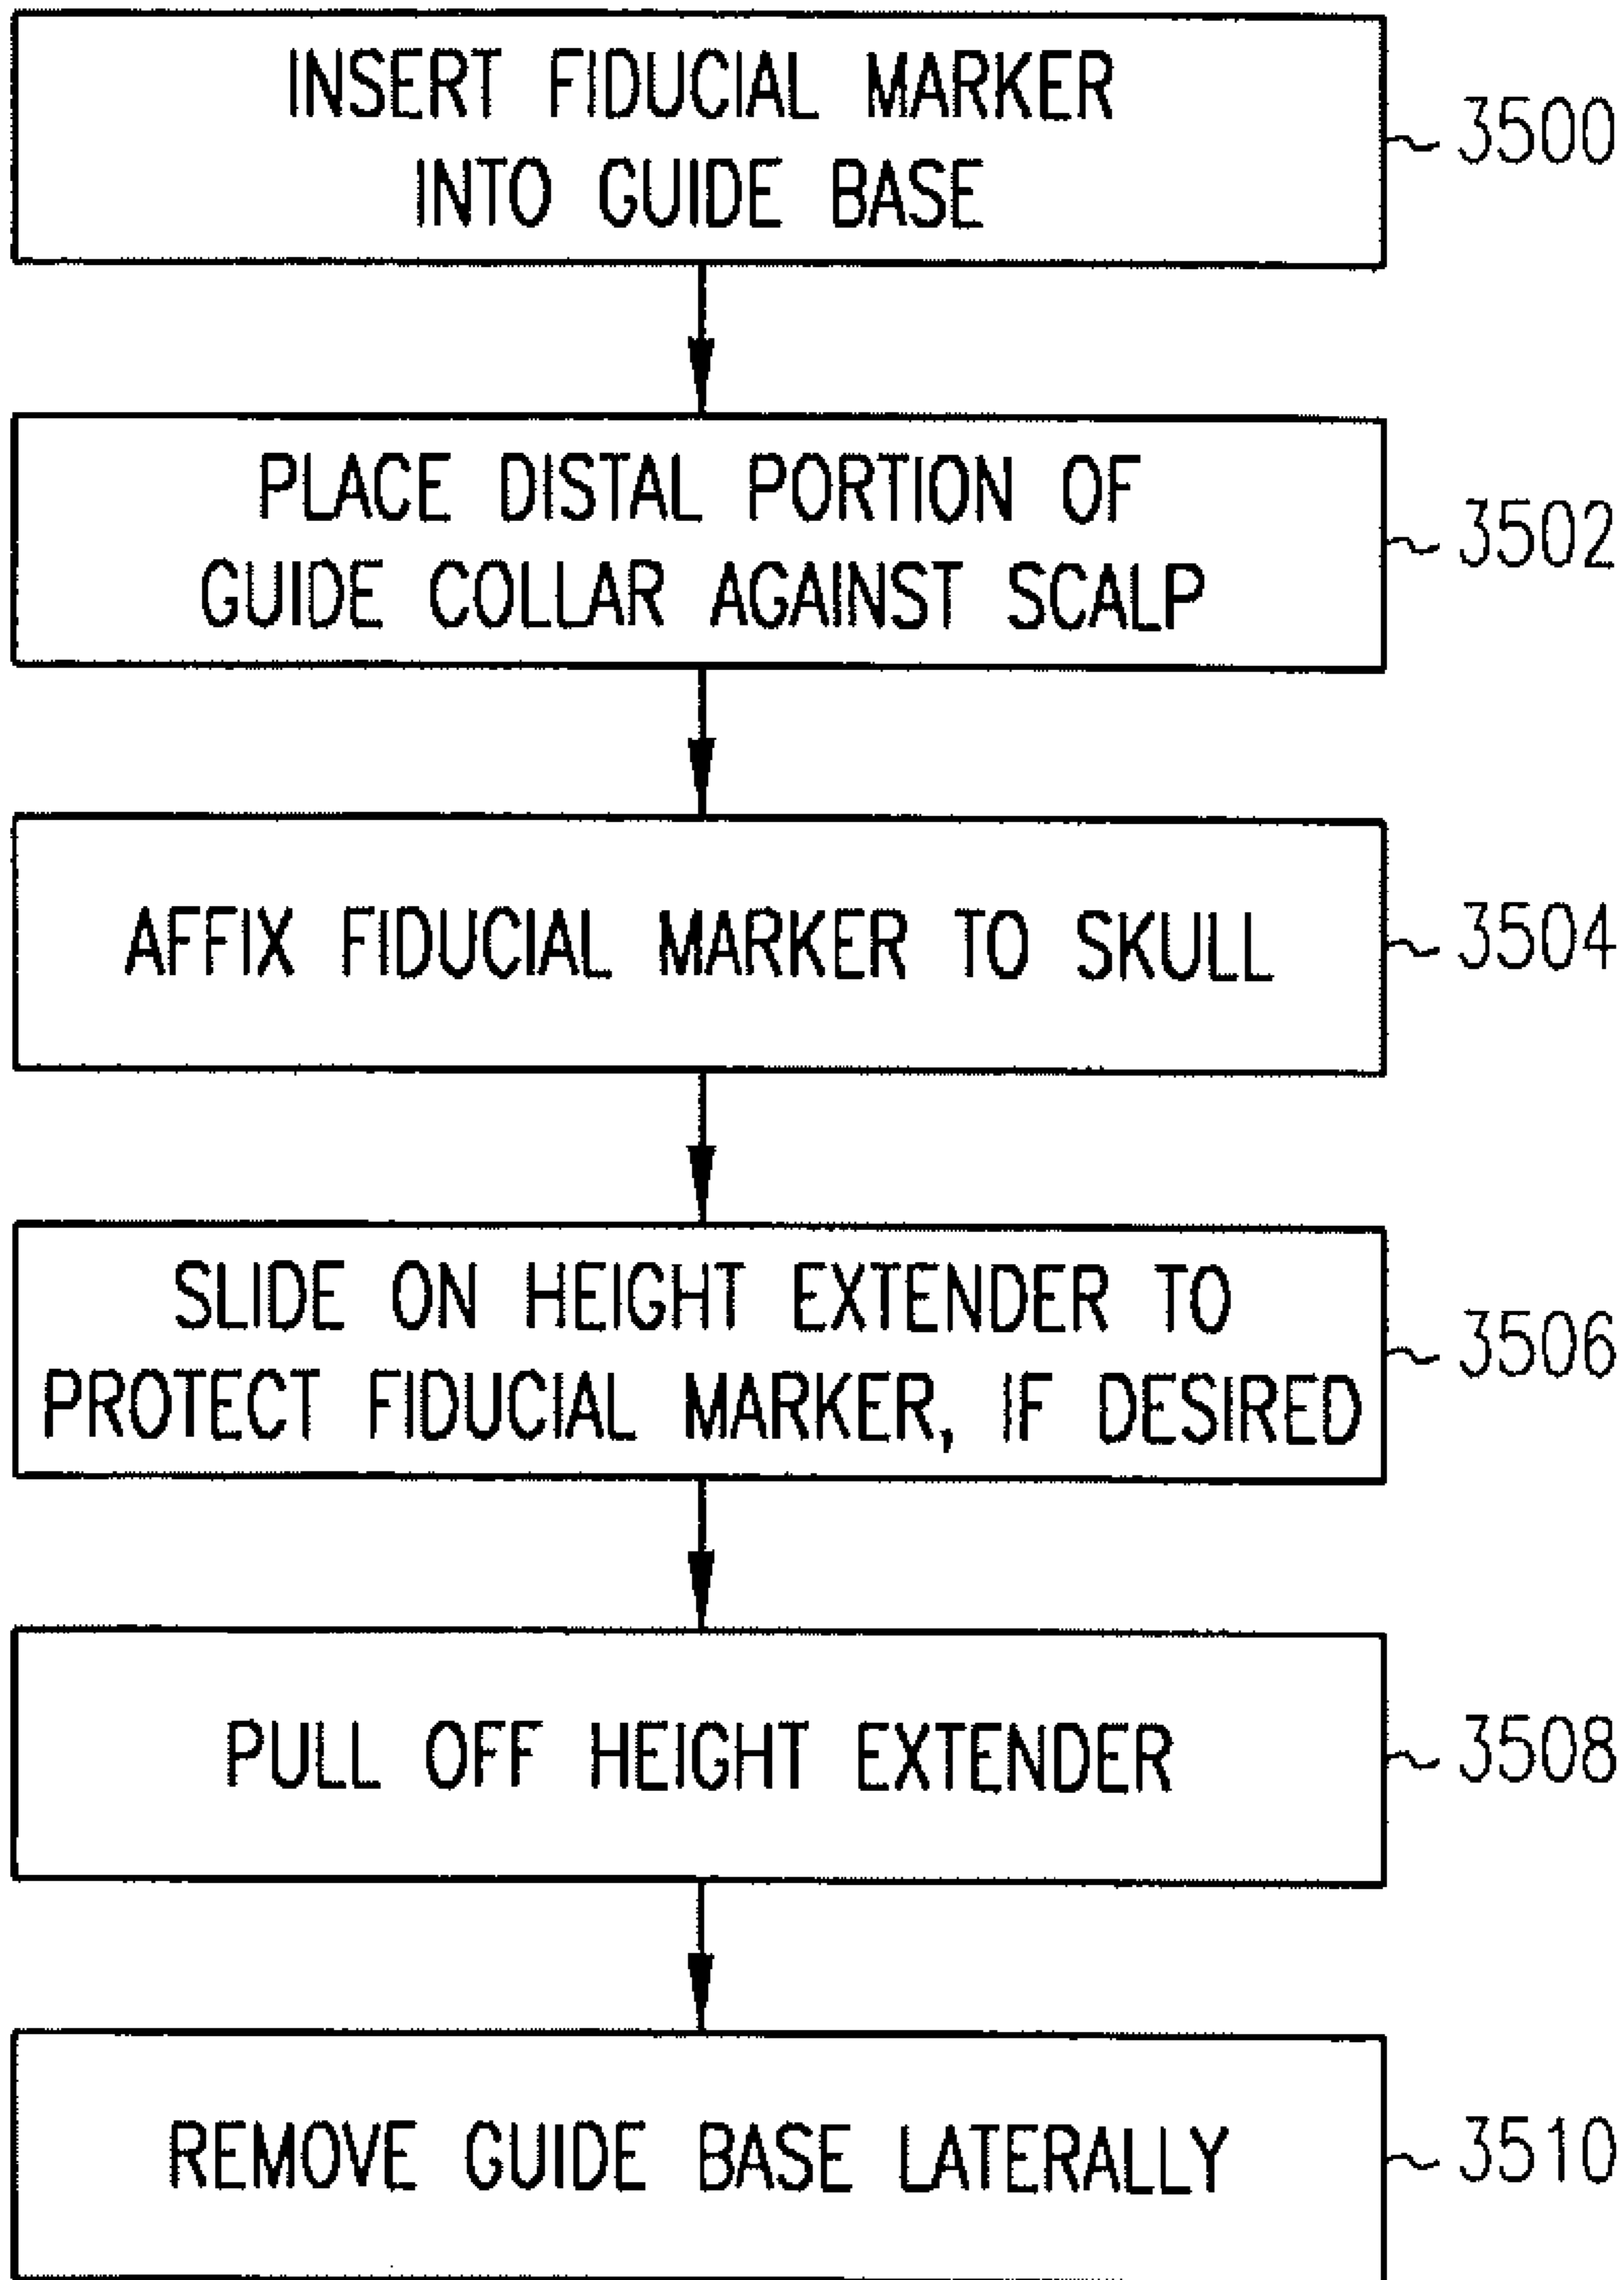 INSERT FIDUCIAL MARKER
INTO GUIDE BASE
3500
PLACE DISTAL PORTION OF
GUIDE COLLAR AGAINST SCALP
3502
AFFIX FIDUCIAL MARKER TO SKULL
3504
SLIDE ON HEIGHT EXTENDER TO
PROTECT FIDUCIAL MARKER, IF DESIRED
3506
PULL OFF HEIGHT EXTENDER
3508
REMOVE GUIDE BASE LATERALLY
3510